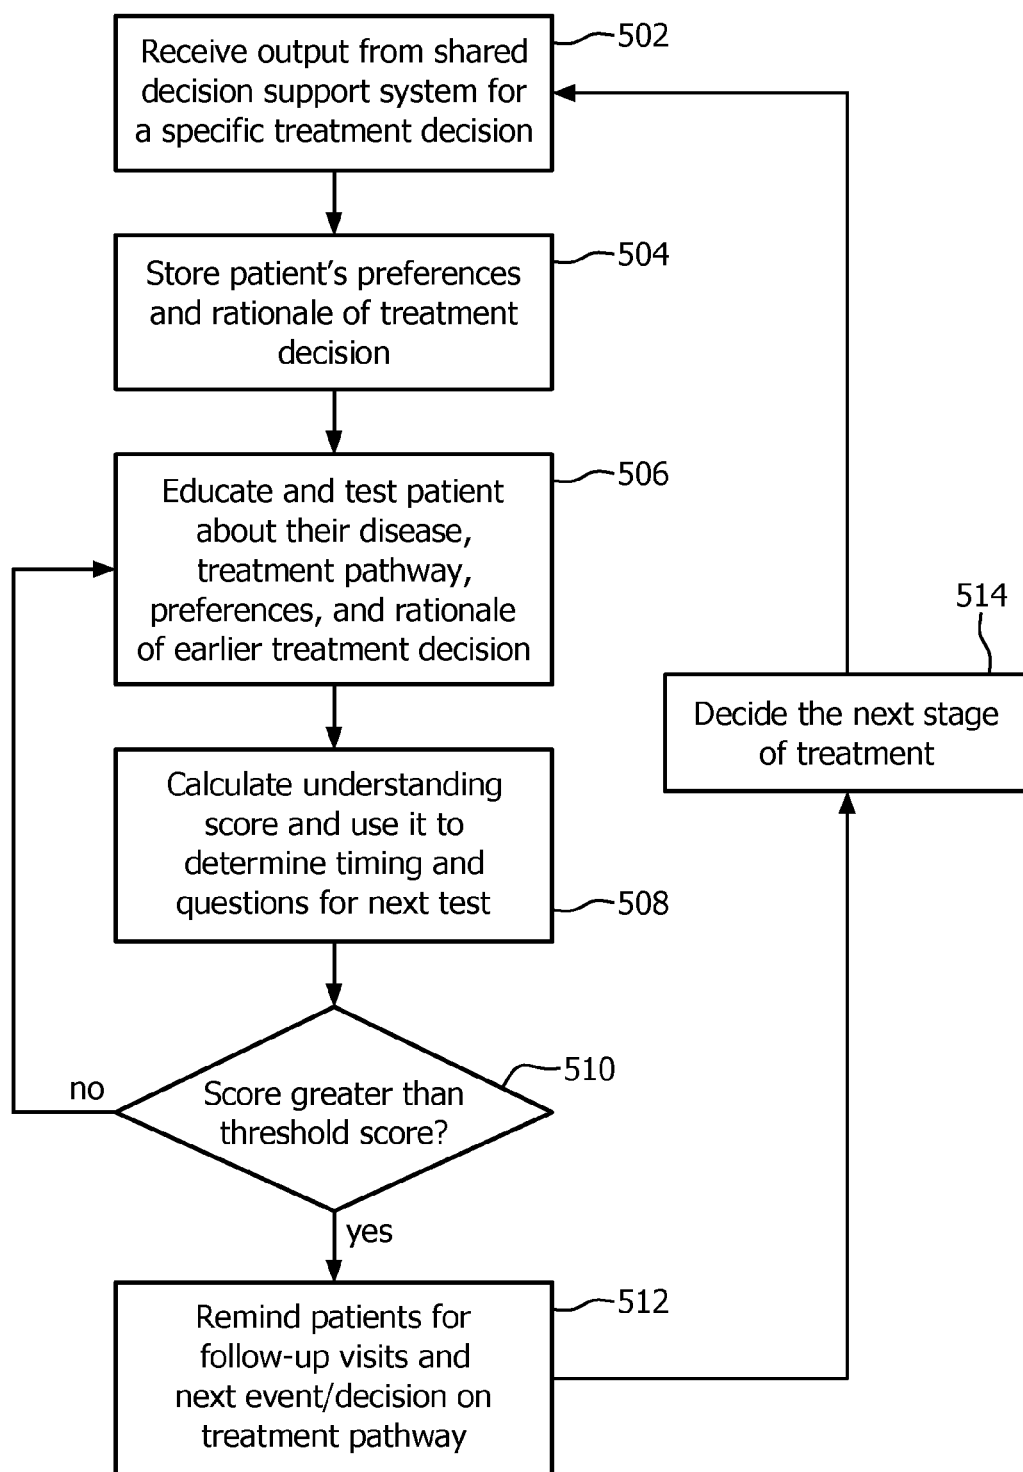 Receive output from shared
decision support system for
a specific treatment decision
502
Store patient's preferences
and rationale of treatment
decision
504
Educate and test patient
about their disease,
treatment pathway,
preferences, and rationale
of earlier treatment decision
506
514
Decide the next stage
of treatment
Calculate understanding
score and use it to
determine timing and
questions for next test
508
Score greater than
threshold score?
510
no
yes
Remind patients for
follow-up visits and
next event/decision on
treatment pathway
512